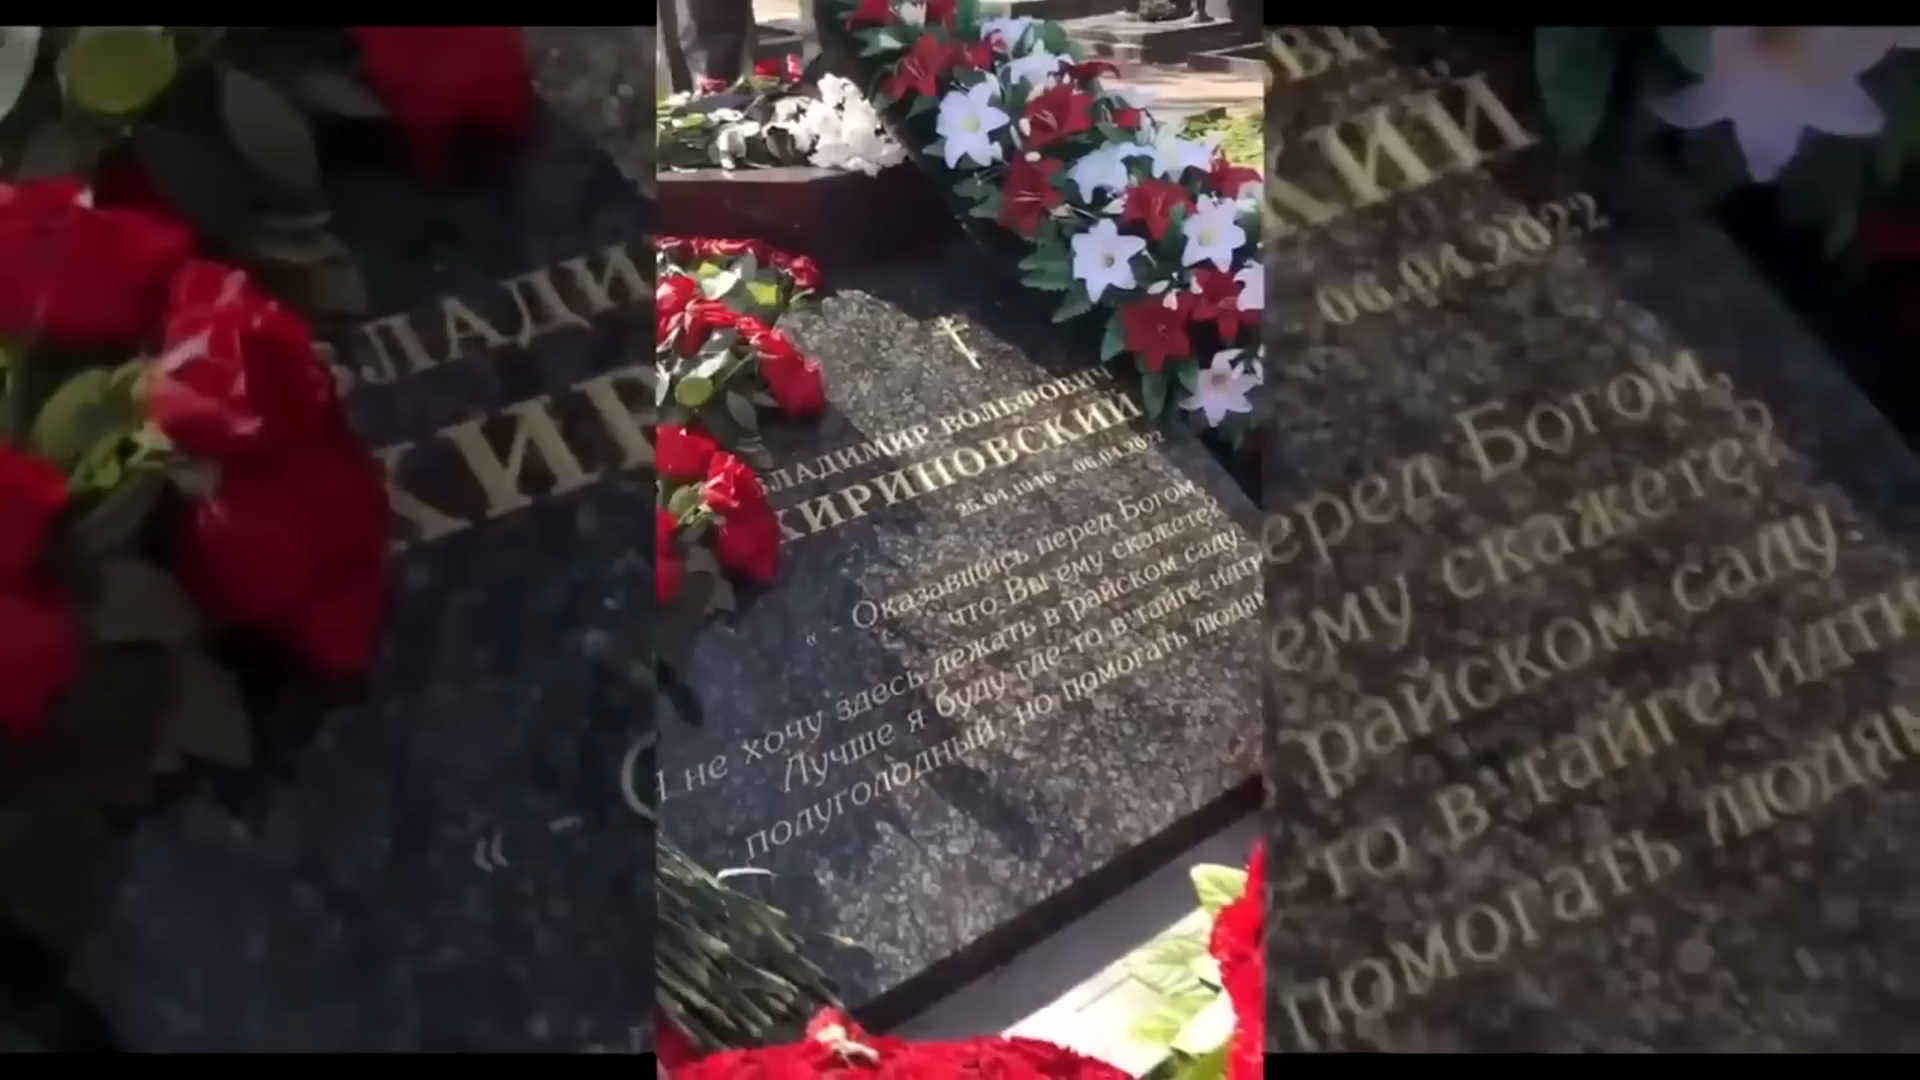 ВЛАДИМИР ВОЛЬФОВИЧ
ЖИРИНОВСКИЙ
25.04.1946 - 06.04.2022
« - Оказавшись перед Богом,
что Вы ему скажете?
не хочу здесь лежать в райском саду.
Лучше я буду где-то в тайге идти
полуголодный, но помогать людям